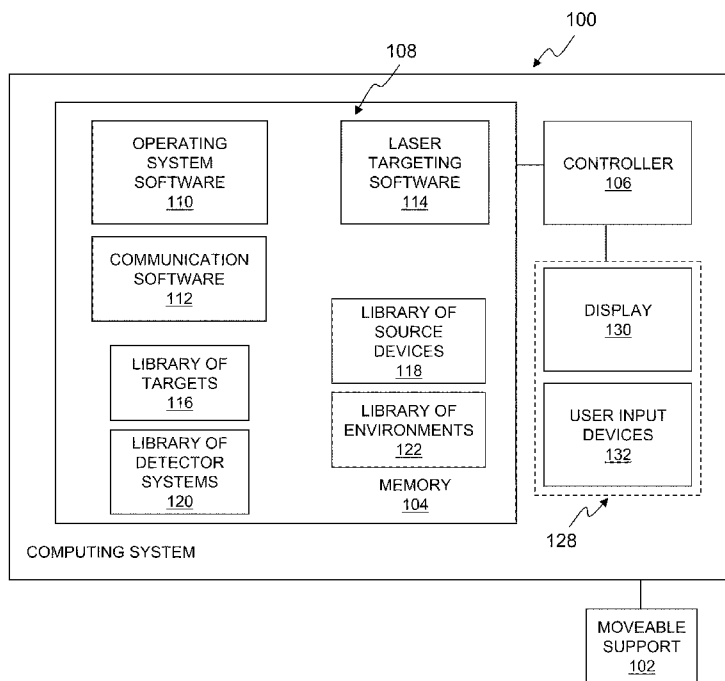 100
108
OPERATING
SYSTEM
SOFTWARE
110
LASER
TARGETING
SOFTWARE
114
CONTROLLER
106
COMMUNICATION
SOFTWARE
112
LIBRARY OF
SOURCE
DEVICES
118
DISPLAY
130
LIBRARY OF
TARGETS
116
LIBRARY OF
ENVIRONMENTS
122
USER INPUT
DEVICES
132
LIBRARY OF
DETECTOR
SYSTEMS
120
MEMORY
104
128
COMPUTING SYSTEM
MOVEABLE
SUPPORT
102